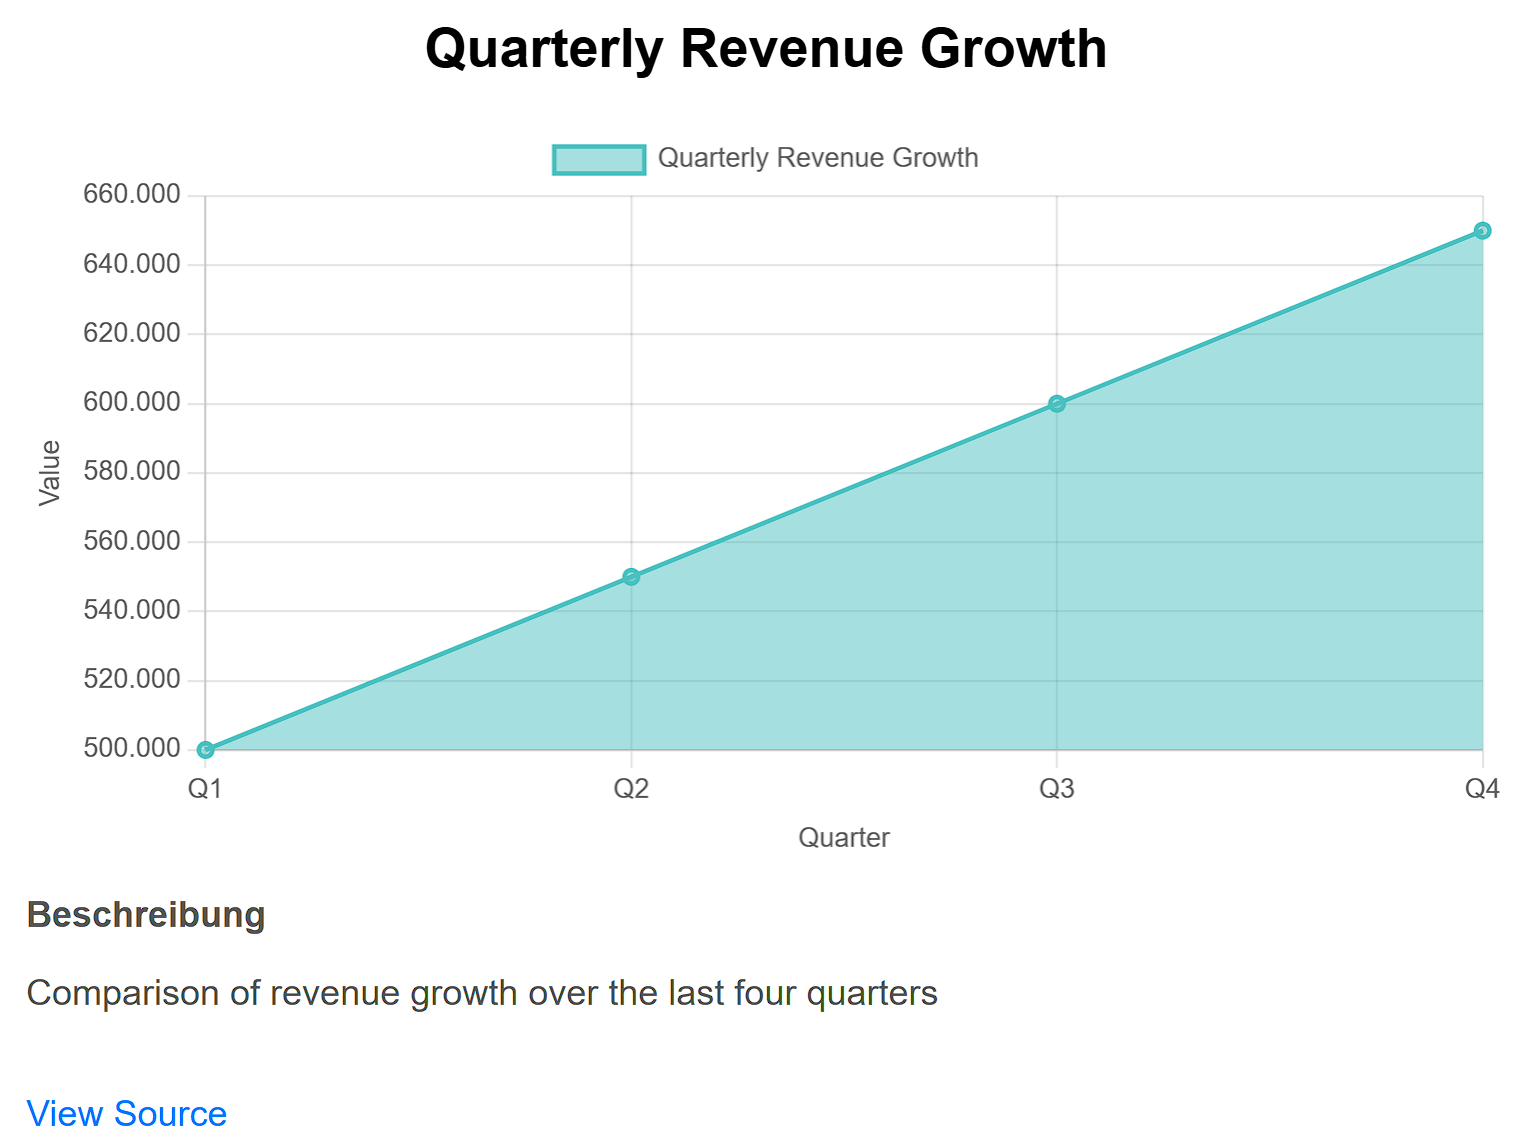 Quarterly Revenue Growth
Quarterly Revenue Growth
660.000
640.000
620.000
600.000
580.000
560.000
540.000
520.000
500.000
Value
Q1 Q2 Q3 Q4
Quarter
Beschreibung
Comparison of revenue growth over the last four quarters
View Source